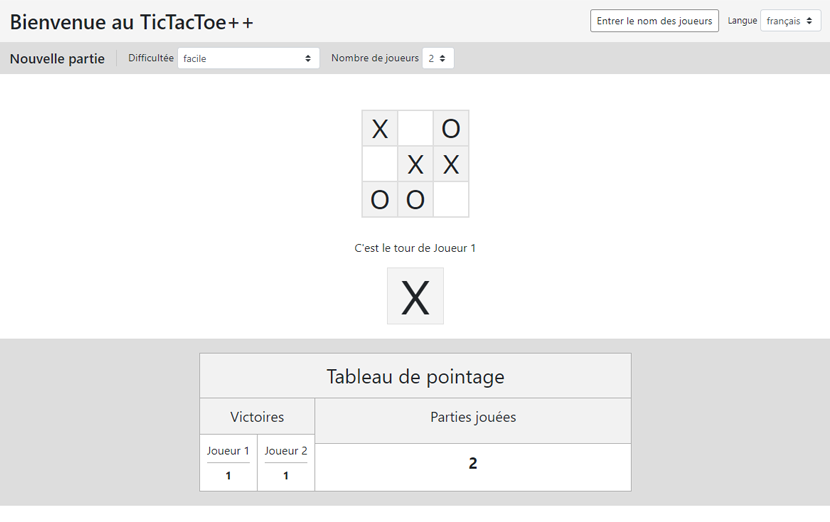 Bienvenue au TicTacToe++
Entrer le nom des joueurs Langue français
Nouvelle partie Difficultée facile Nombre de joueurs 2
X O
X X
O O
C'est le tour de Joueur 1
X
Tableau de pointage
Victoires Parties jouées
Joueur 1 Joueur 2
1 1 2